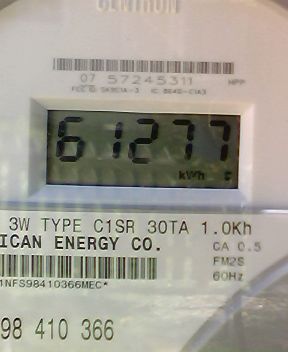 CENTRON
07 57245311 HPP
61277
kWh
3W TYPE C1SR 30TA 1.0Kh
ICAN ENERGY CO. CA 0.5
FM2S
1NFS98410366MEC* 60Hz
98 410 366